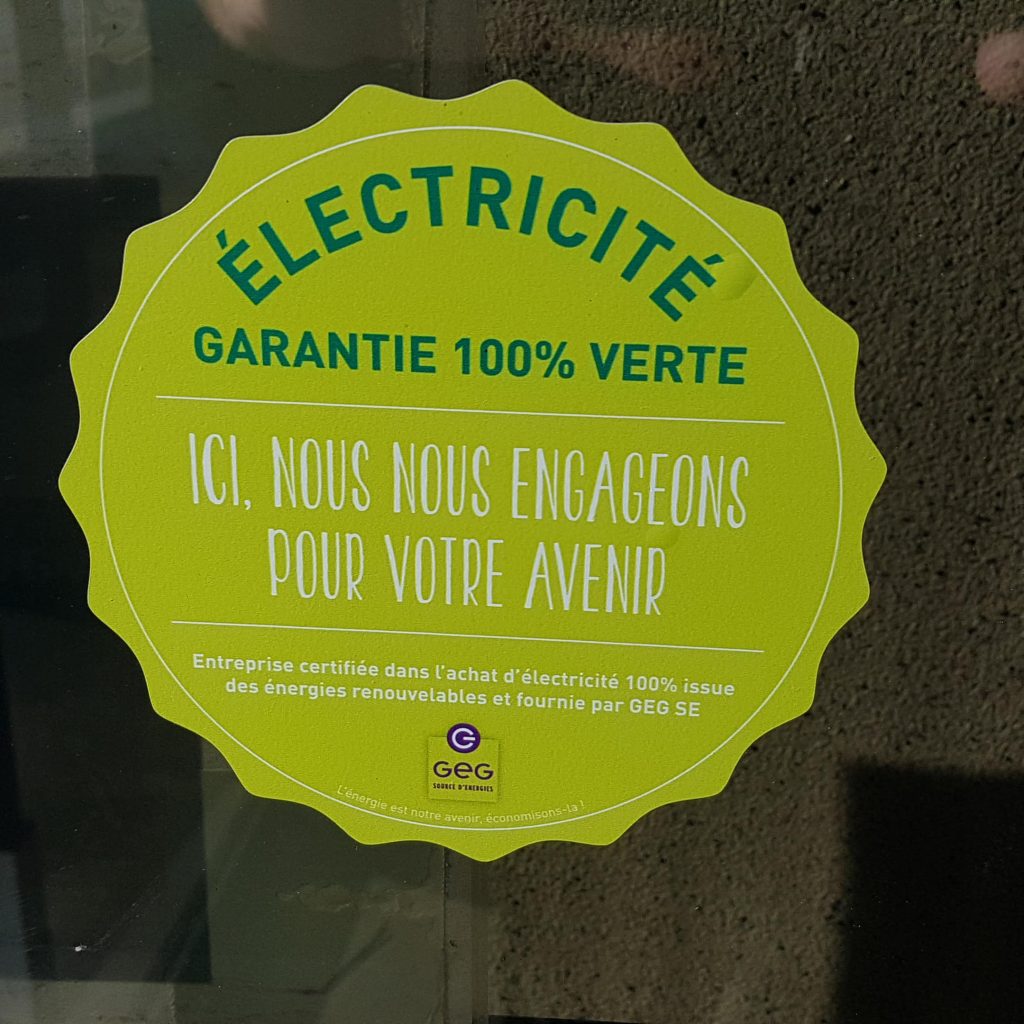 ÉLECTRICITÉ
GARANTIE 100% VERTE
ICI, NOUS NOUS ENGAGEONS
POUR VOTRE AVENIR
Entreprise certifiée dans l'achat d'électricité 100% issue
des énergies renouvelables et fournie par GEG SE
GEG
SOURCE D'ENERGIES
L'énergie est notre avenir, économisons-la !